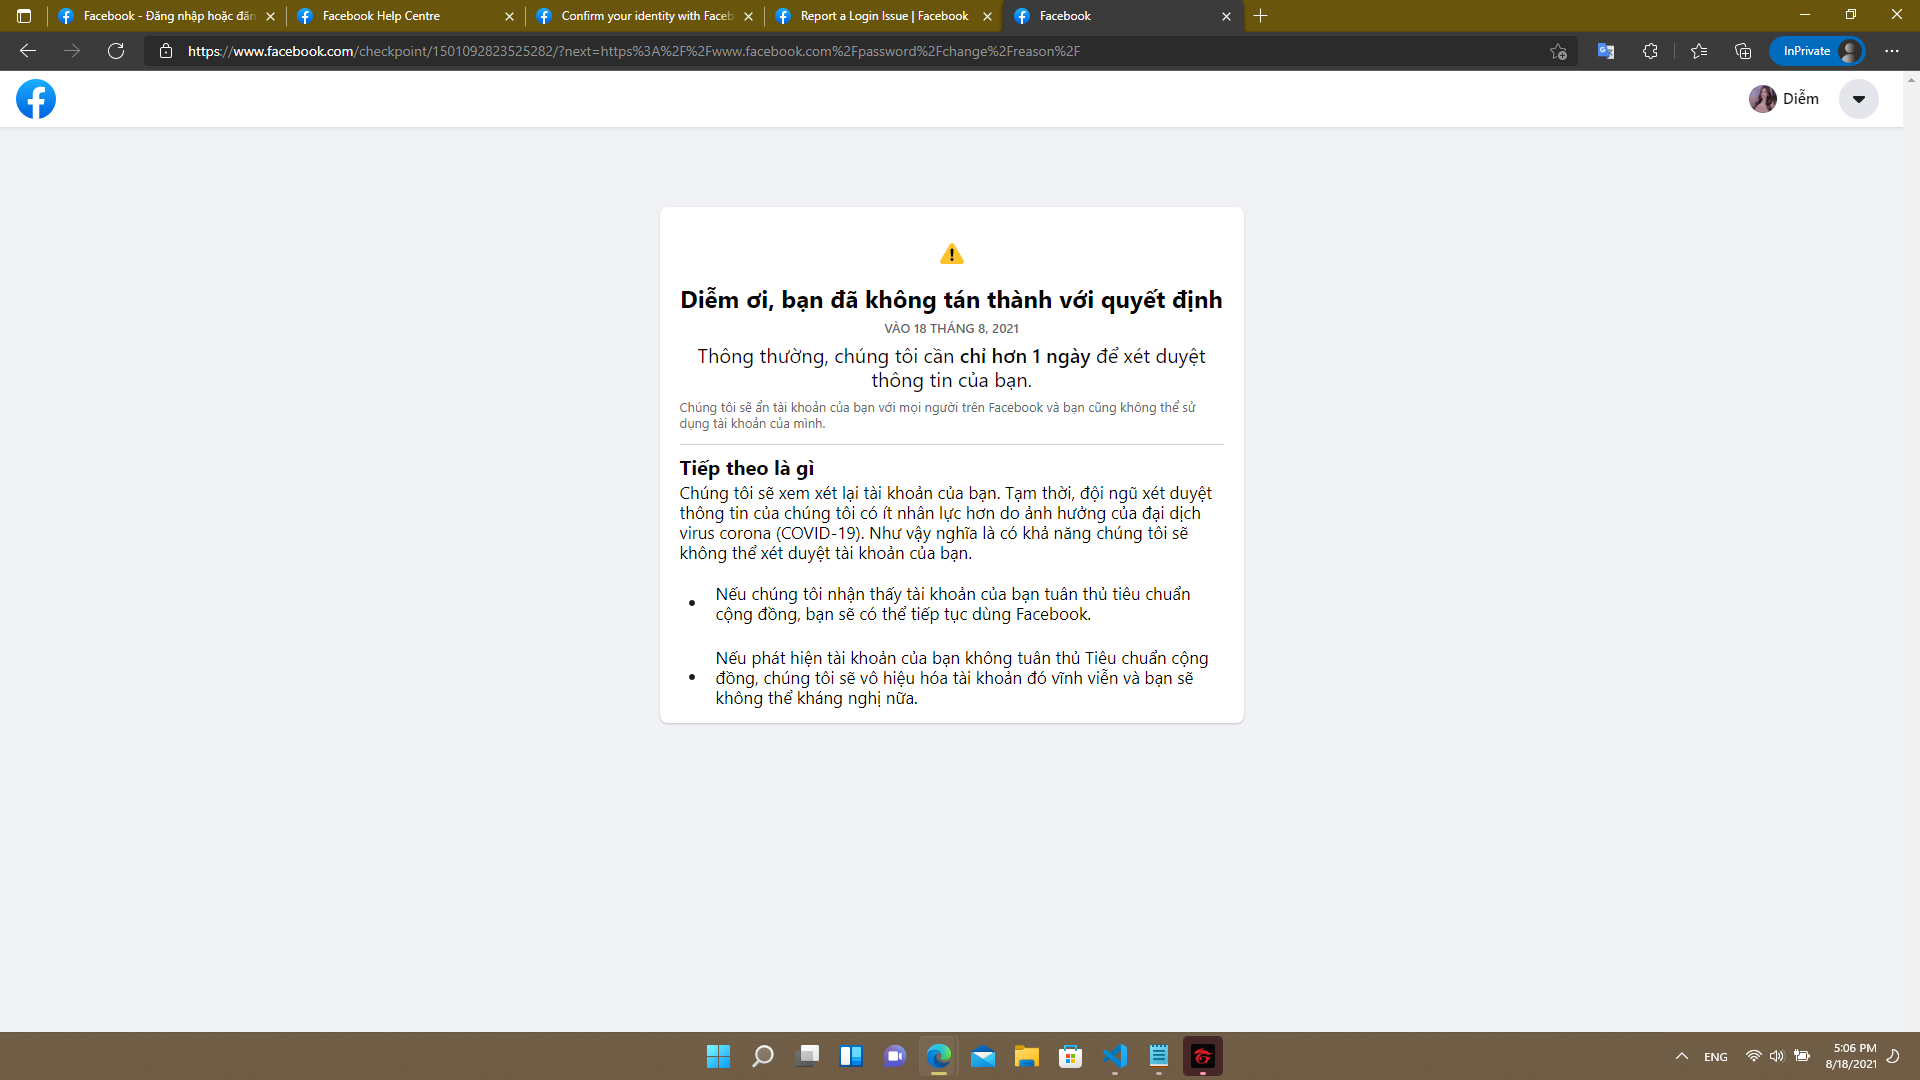 Facebook - Đăng nhập hoặc đăn
Facebook Help Centre
Confirm your identity with Faceb
Report a Login Issue | Facebook
Facebook
https://www.facebook.com/checkpoint/1501092823525282/?next=https%3A%2F%2Fwww.facebook.com%2Fpassword%2Fchange%2Freason%2F
InPrivate
Diễm
Diễm ơi, bạn đã không tán thành với quyết định
VÀO 18 THÁNG 8, 2021
Thông thường, chúng tôi cần chỉ hơn 1 ngày để xét duyệt
thông tin của bạn.
Chúng tôi sẽ ẩn tài khoản của bạn với mọi người trên Facebook và bạn cũng không thể sử
dụng tài khoản của mình.
Tiếp theo là gì
Chúng tôi sẽ xem xét lại tài khoản của bạn. Tạm thời, đội ngũ xét duyệt
thông tin của chúng tôi có ít nhân lực hơn do ảnh hưởng của đại dịch
virus corona (COVID-19). Như vậy nghĩa là có khả năng chúng tôi sẽ
không thể xét duyệt tài khoản của bạn.
• Nếu chúng tôi nhận thấy tài khoản của bạn tuân thủ tiêu chuẩn
cộng đồng, bạn sẽ có thể tiếp tục dùng Facebook.
• Nếu phát hiện tài khoản của bạn không tuân thủ Tiêu chuẩn cộng
đồng, chúng tôi sẽ vô hiệu hóa tài khoản đó vĩnh viễn và bạn sẽ
không thể kháng nghị nữa.
ENG
5:06 PM
8/18/2021